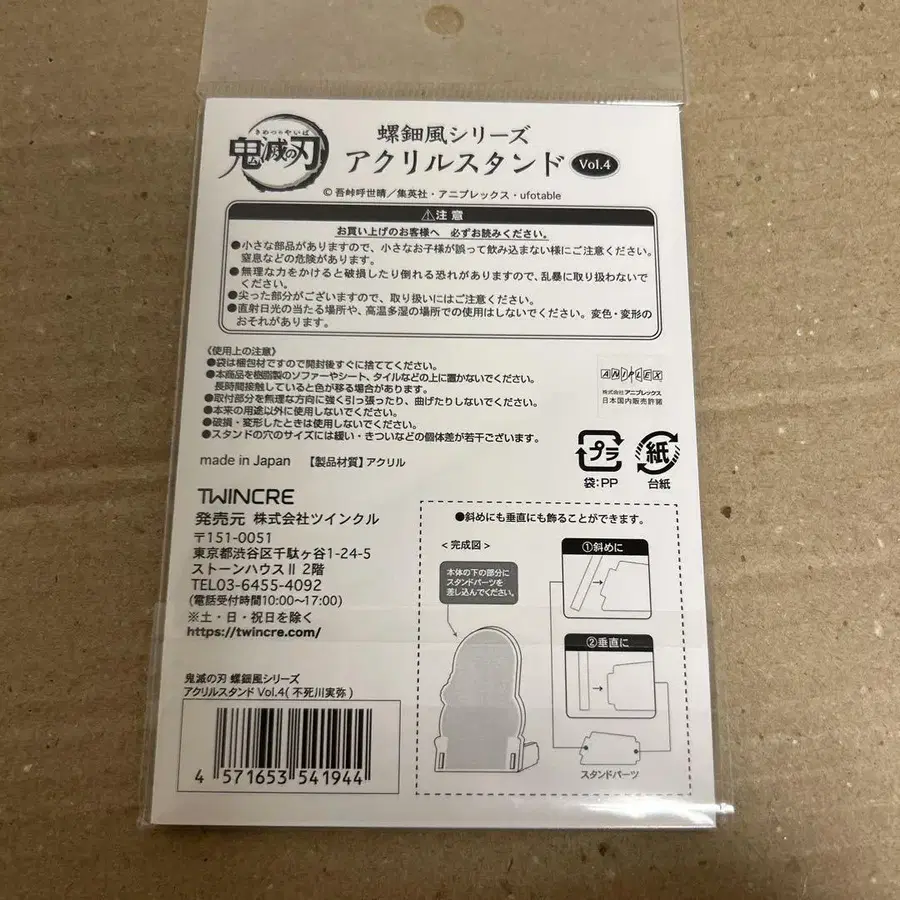 きめつのやいば
鬼滅の刃
螺鈿風シリーズ
アクリルスタンド Vol.4
© 吾峠呼世晴／集英社・アニプレックス・ufotable
⚠注意
お買い上げのお客様へ　必ずお読みください。
●小さな部品がありますので、小さなお子様が誤って飲み込まない様にご注意ください。
窒息などの危険があります。
●無理な力をかけると破損したり倒れる恐れがありますので、乱暴に取り扱わないで
ください。
●尖った部分がございますので、取り扱いにはご注意ください。
●直射日光の当たる場所や、高温多湿の場所での使用はしないでください。変色・変形の
おそれがあります。
《使用上の注意》
●袋は梱包材ですので開封後すぐに捨ててください。
●本商品を樹脂製のソファーやシート、タイルなどの上に置かないでください。
長時間接触していると色が移る場合があります。
●取付部分を無理な方向に強く引っ張ったり、曲げたりしないでください。
●本来の用途以外に使用しないでください。
●破損・変形したときは使用しないでください。
●スタンドの穴のサイズには緩い・きついなどの個体差が若干ございます。
ANIPLEX
株式会社アニプレックス
日本国内販売許諾
made in Japan 【製品材質】アクリル
プラ
袋:PP
紙
台紙
TWINCRE
発売元 株式会社ツインクル
〒151-0051
東京都渋谷区千駄ヶ谷1-24-5
ストーンハウスⅡ 2階
TEL03-6455-4092
(電話受付時間10:00～17:00)
※土・日・祝日を除く
https://twincre.com/
鬼滅の刃 螺鈿風シリーズ
アクリルスタンド Vol.4( 不死川実弥 )
4 571653 541944
●斜めにも垂直にも飾ることができます。
＜完成図＞
本体の下の部分に
スタンドパーツを
差し込んでください。
①斜めに
②垂直に
スタンドパーツ